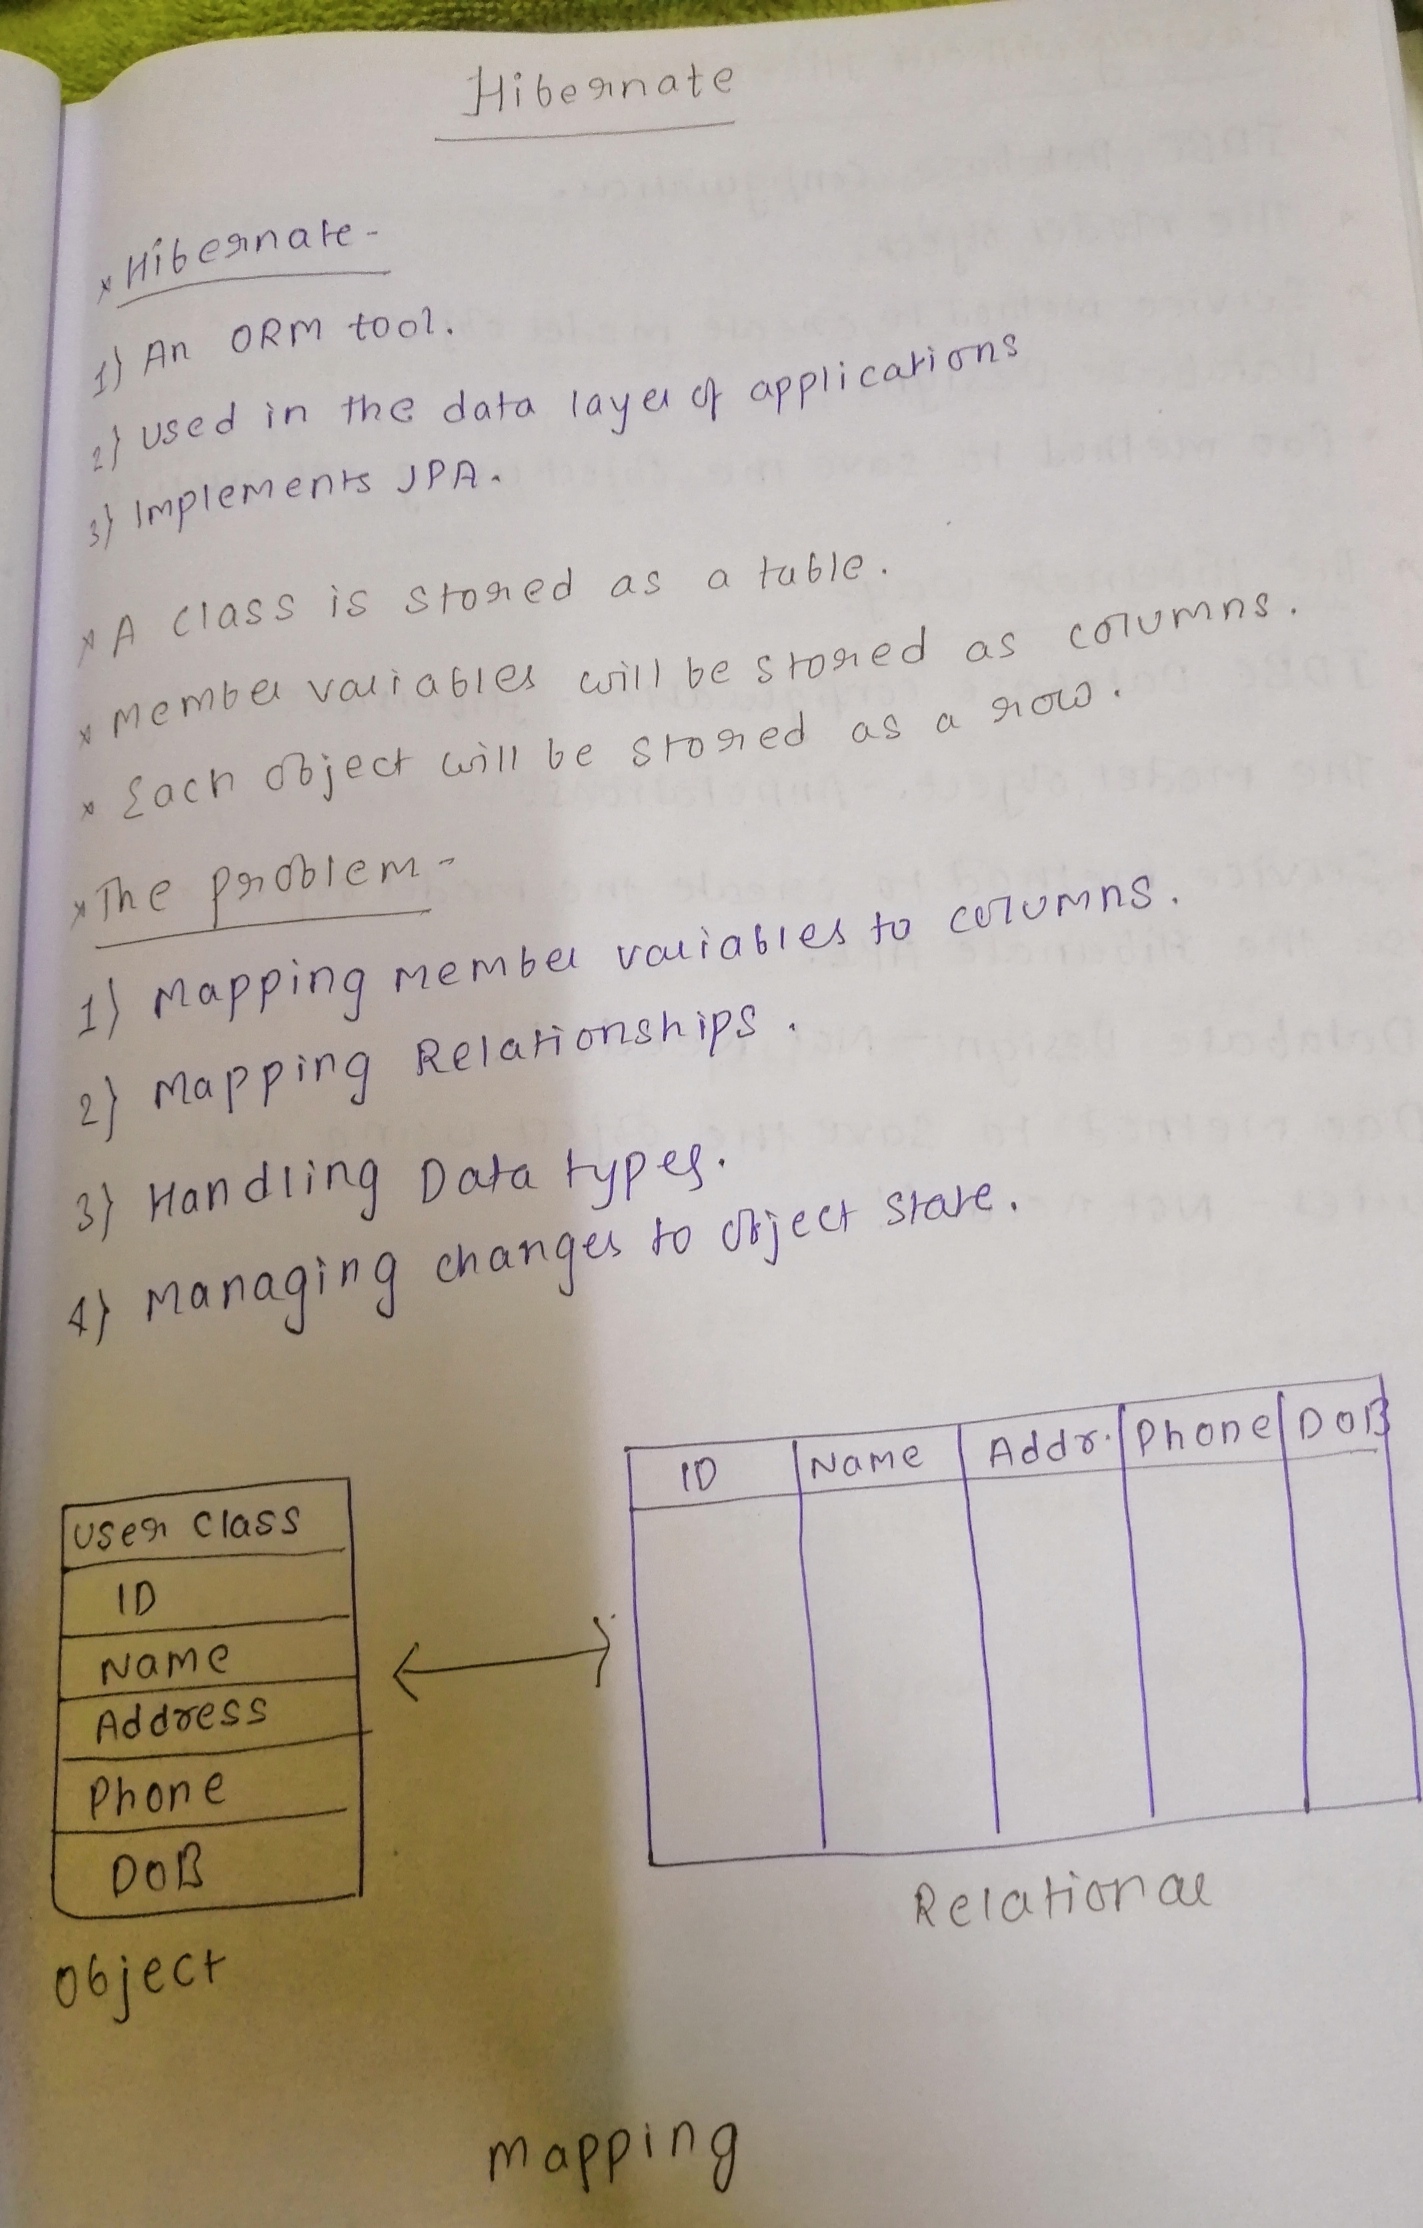 Hibernate
* Hibernate -
1) An ORM tool.
2) Used in the data layer of applications
3) Implements JPA.
* A class is stored as a table.
* Member variables will be stored as columns.
* Each object will be stored as a row.
* The problem -
1) Mapping member variables to columns.
2) Mapping Relationships.
3) Handling Data types.
4) Managing changes to object state.
ID Name Addr. Phone DOB
User class
ID
Name
Address
Phone
DOB
Relational
Object
Mapping